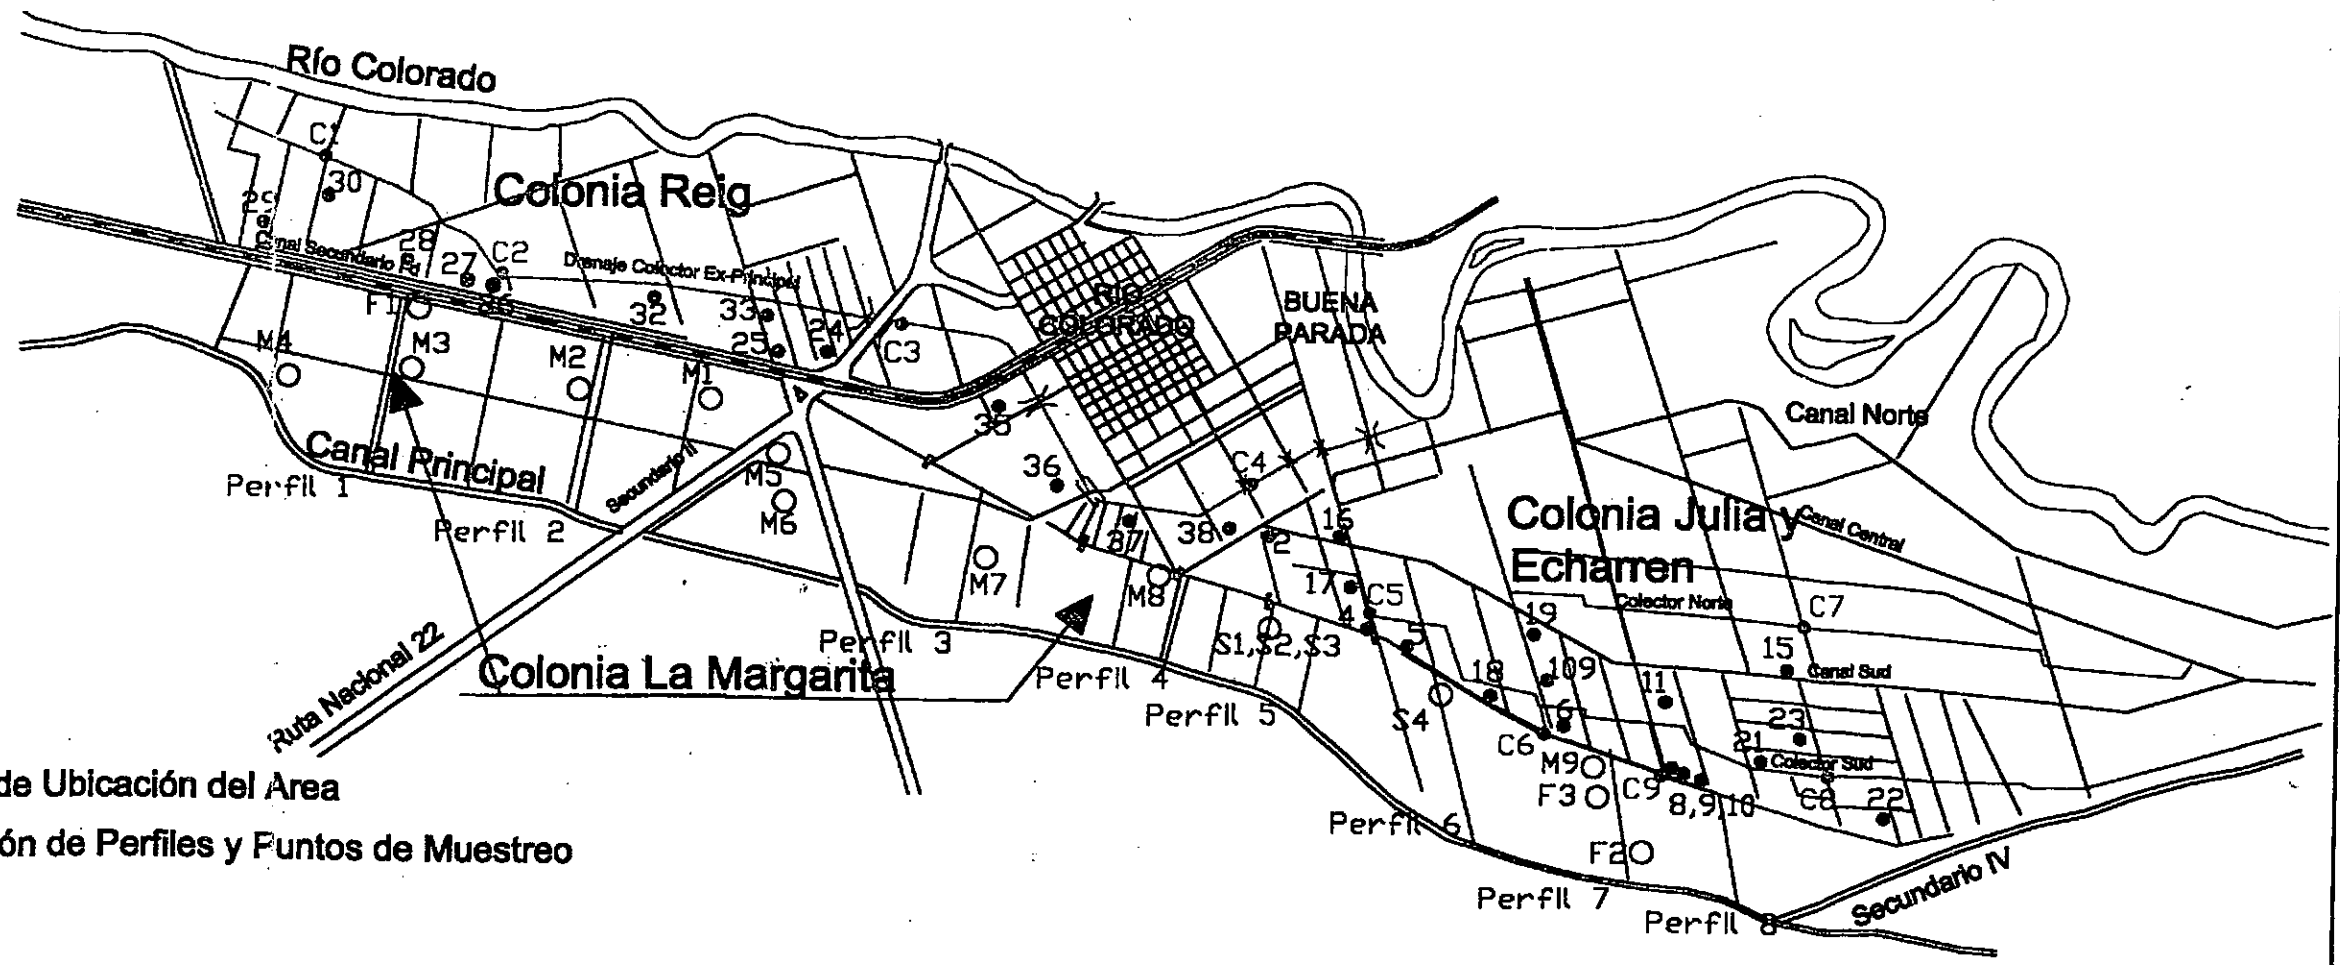 Río Colorado
C1
30
Colonia Reig
28
27
C2
Drenaje Colector Ex-Principal
F1
32
33
25
24
C3
RIO
COLORADO
BUENA
PARADA
M4
M3
M2
M1
Canal Norte
35
36
C4
Canal Principal
Secundario II
M5
M6
Perfil 1
Perfil 2
37
38
2
16
Colonia Julia y
Echarren
Canal Central
M7
M8
17
C5
4
5
19
Colector Norte
C7
15
Canal Sud
S1,S2,S3
Perfil 3
Colonia La Margarita
Perfil 4
Perfil 5
Ruta Nacional 22
18
109
11
S4
6
C6
23
21
Colector Sud
M9
F3
C9
8,9,10
C8
22
de Ubicación del Area
ón de Perfiles y Puntos de Muestreo
Perfil 6
F2
Perfil 7
Perfil 8
Secundario IV